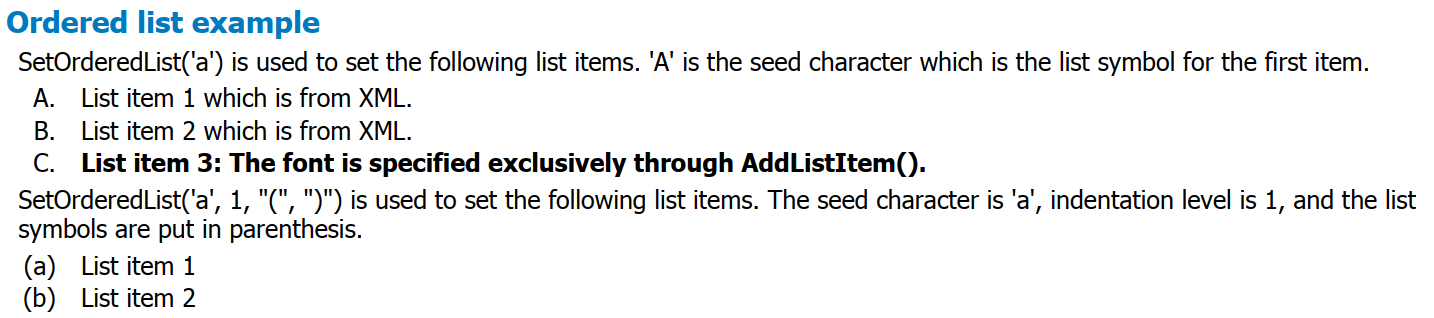 Ordered list example
SetOrderedList('a') is used to set the following list items. 'A' is the seed character which is the list symbol for the first item.
A. List item 1 which is from XML.
B. List item 2 which is from XML.
C. List item 3: The font is specified exclusively through AddListItem().
SetOrderedList('a', 1, "(", ")") is used to set the following list items. The seed character is 'a', indentation level is 1, and the list
symbols are put in parenthesis.
(a) List item 1
(b) List item 2